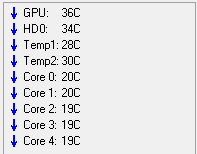 GPU: 36C
HD0: 34C
Temp1: 28C
Temp2: 30C
Core 0: 20C
Core 1: 20C
Core 2: 19C
Core 3: 19C
Core 4: 19C